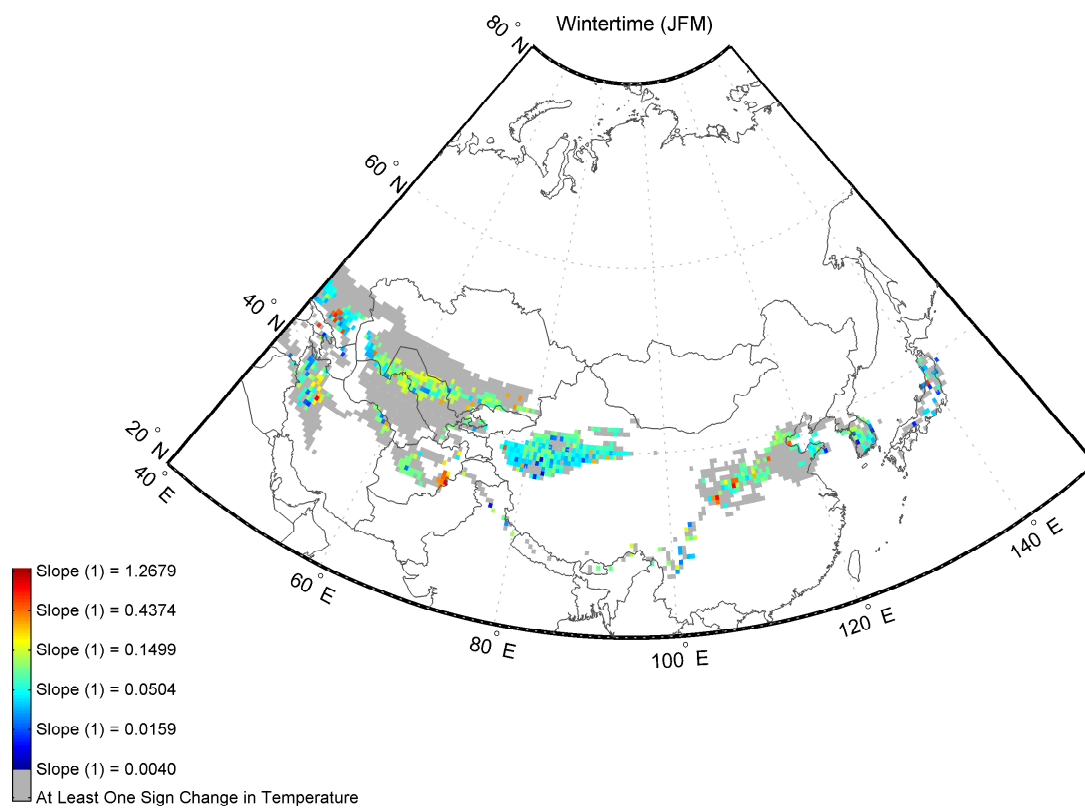 Wintertime (JFM)
80° N
60° N
40° N
20° N
40° E
60° E
80° E
100° E
120° E
140° E
Slope (1) = 1.2679
Slope (1) = 0.4374
Slope (1) = 0.1499
Slope (1) = 0.0504
Slope (1) = 0.0159
Slope (1) = 0.0040
At Least One Sign Change in Temperature